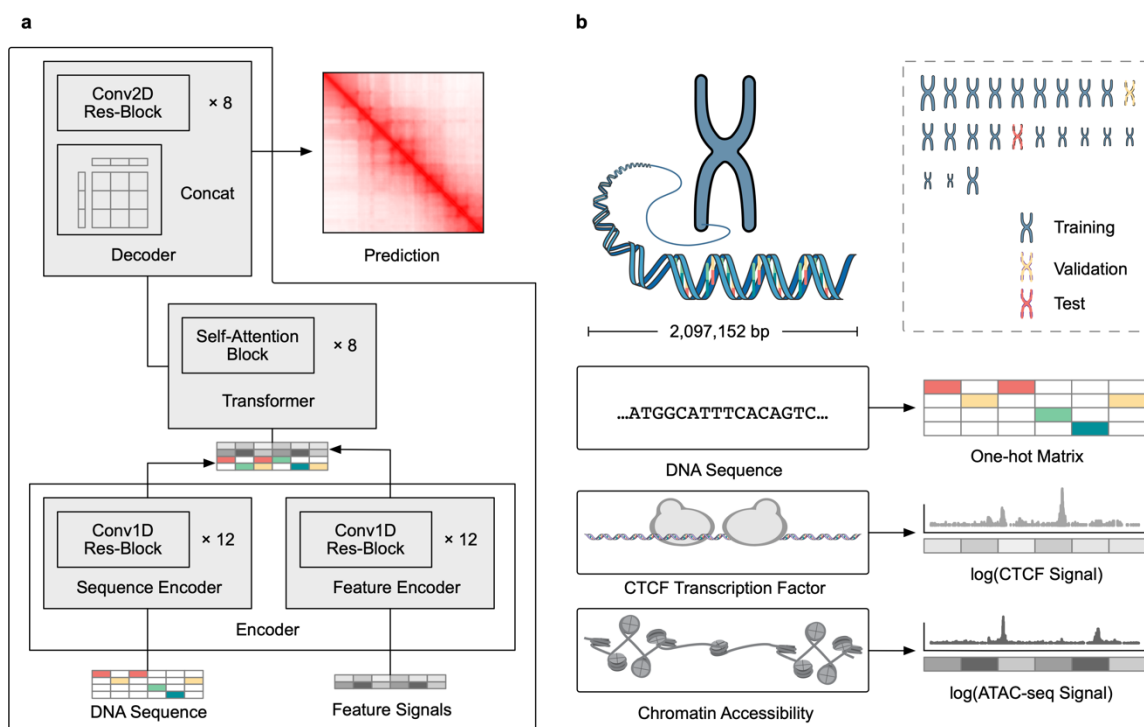 a
Conv2D
Res-Block
× 8
Concat
Decoder
Prediction
Self-Attention
Block
× 8
Transformer
Conv1D
Res-Block
× 12
Sequence Encoder
Conv1D
Res-Block
× 12
Feature Encoder
Encoder
DNA Sequence
Feature Signals
b
Training
Validation
Test
2,097,152 bp
...ATGGCATTTCACAGTC...
DNA Sequence
One-hot Matrix
CTCF Transcription Factor
log(CTCF Signal)
Chromatin Accessibility
log(ATAC-seq Signal)